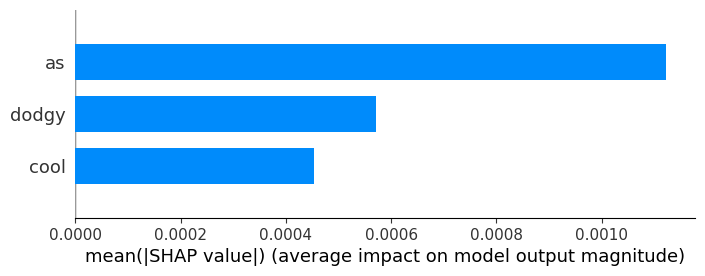 as
dodgy
cool
0.0000 0.0002 0.0004 0.0006 0.0008 0.0010
mean(|SHAP value|) (average impact on model output magnitude)